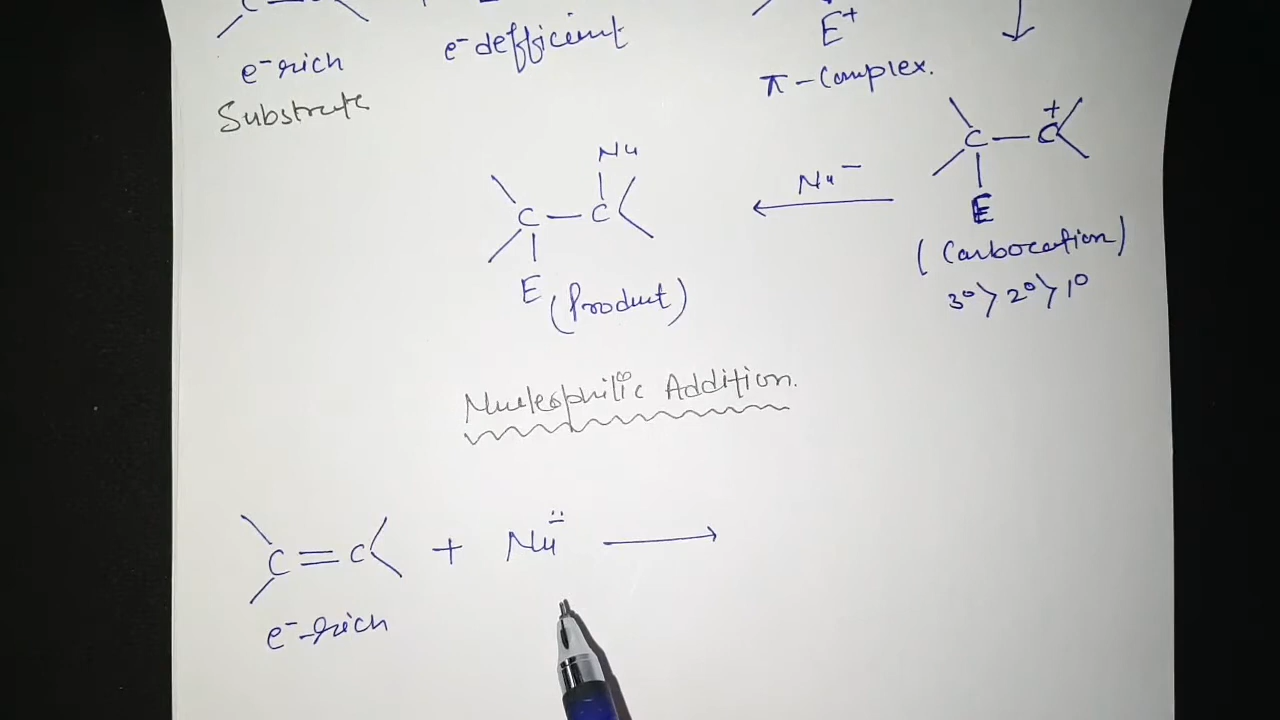 C
e⁻ rich
Substrate
e⁻ defficient
E⁺
π-Complex.
C — C⁺
E
(Carbocation)
3° > 2° > 1°
Nu⁻
←
Nu
C — C
E (Product)
Nucleophilic Addition.
C = C + Nu⁻ →
e⁻-rich